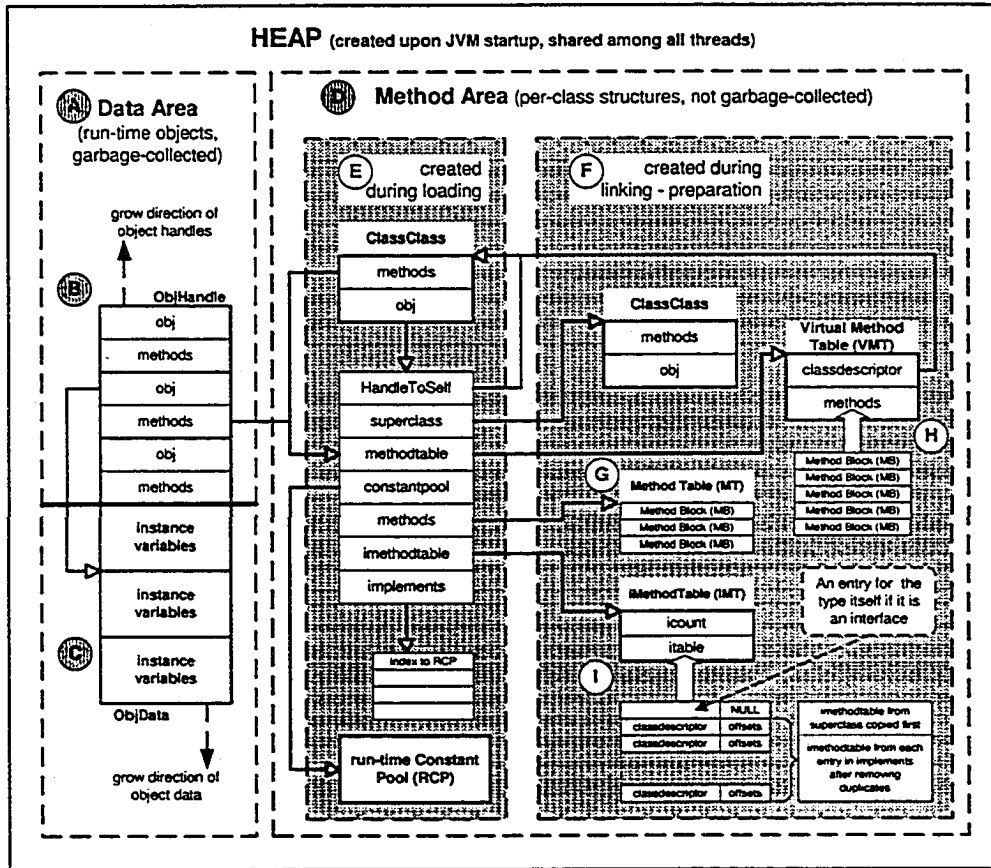 HEAP (created upon JVM startup, shared among all threads)
A Data Area
(run-time objects,
garbage-collected)
grow direction of
object handles
B
ObjHandle
obj
methods
obj
methods
obj
methods
instance
variables
instance
variables
C
instance
variables
ObjData
grow direction of
object data
D Method Area (per-class structures, not garbage-collected)
E created
during loading
ClassClass
methods
obj
HandleToSelf
superclass
methodtable
constantpool
methods
imethodtable
implements
index to RCP
run-time Constant
Pool (RCP)
F created during
linking - preparation
ClassClass
methods
obj
Virtual Method
Table (VMT)
classdescriptor
methods
H
Method Block (MB)
Method Block (MB)
Method Block (MB)
Method Block (MB)
Method Block (MB)
G
Method Table (MT)
Method Block (MB)
Method Block (MB)
Method Block (MB)
iMethodTable (IMT)
icount
itable
An entry for the
type itself if it is
an interface
I
NULL
classdescriptor offsets
classdescriptor offsets
classdescriptor offsets
imethodtable from
superclass copied first
imethodtable from each
entry in implements
after removing
duplicates